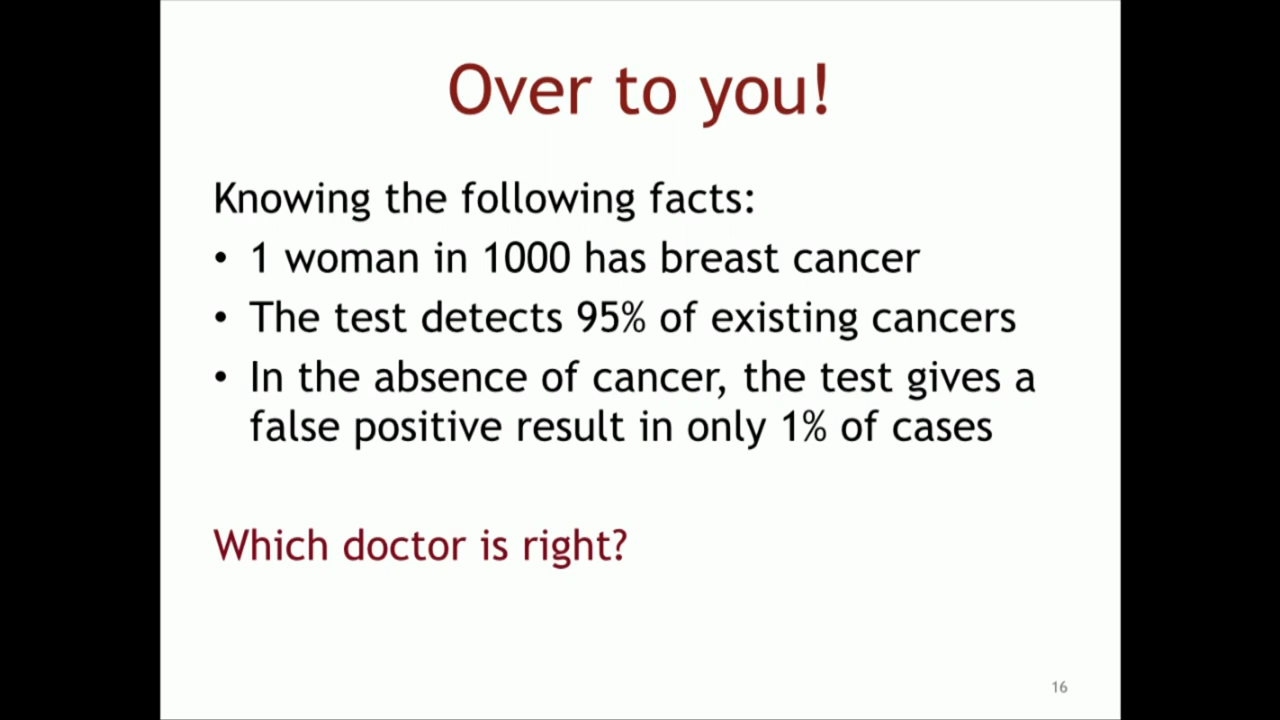 Over to you!
Knowing the following facts:
• 1 woman in 1000 has breast cancer
• The test detects 95% of existing cancers
• In the absence of cancer, the test gives a
false positive result in only 1% of cases
Which doctor is right?
16